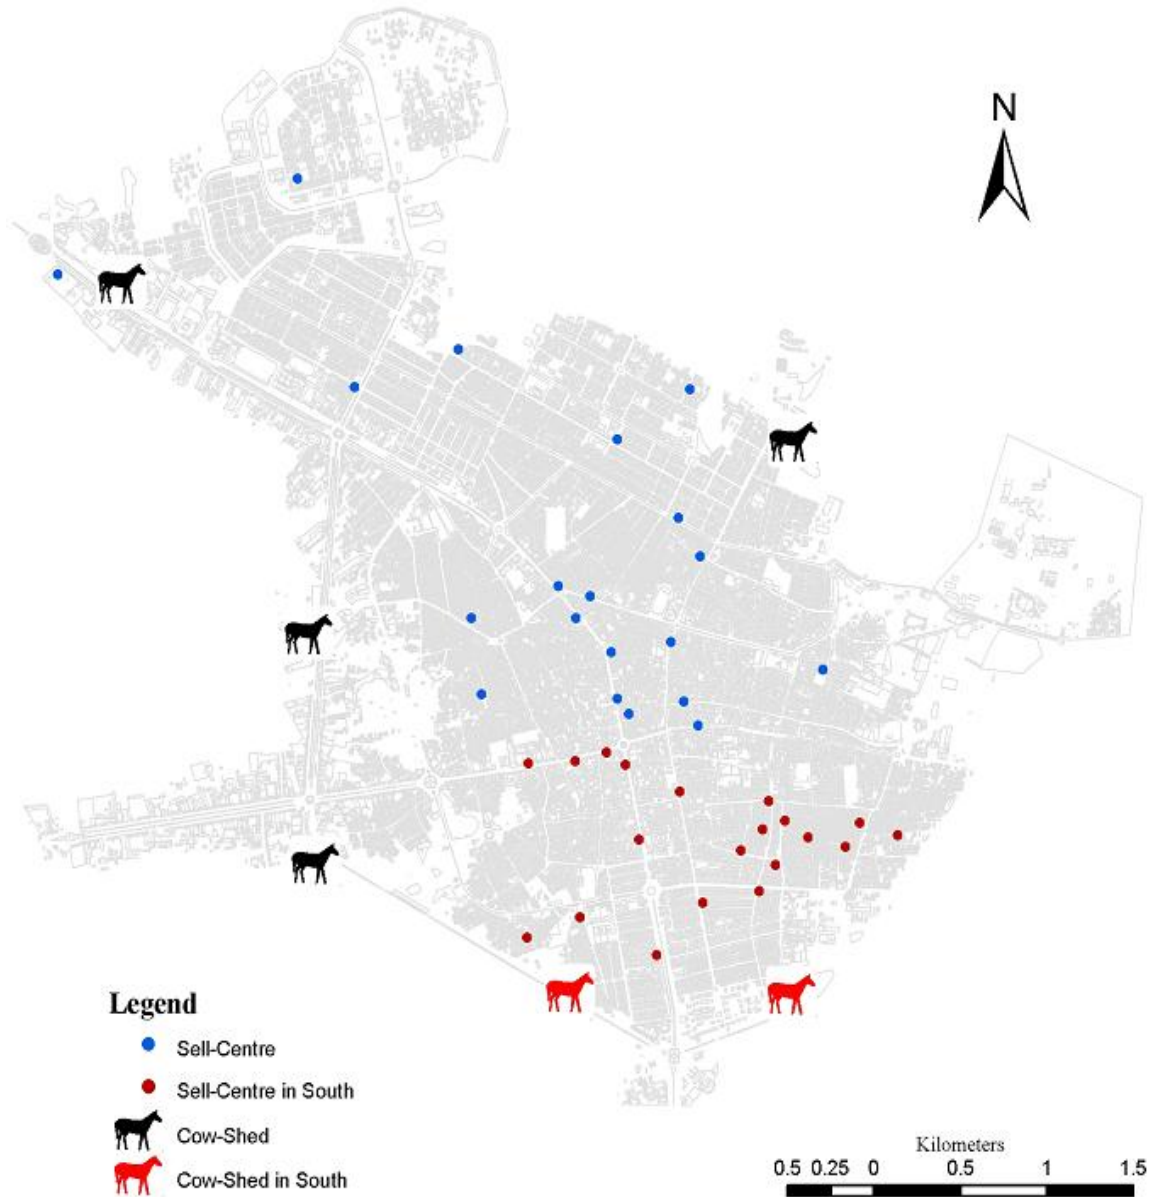 N
Legend
Sell-Centre
Sell-Centre in South
Cow-Shed
Cow-Shed in South
Kilometers
0.5 0.25 0 0.5 1 1.5